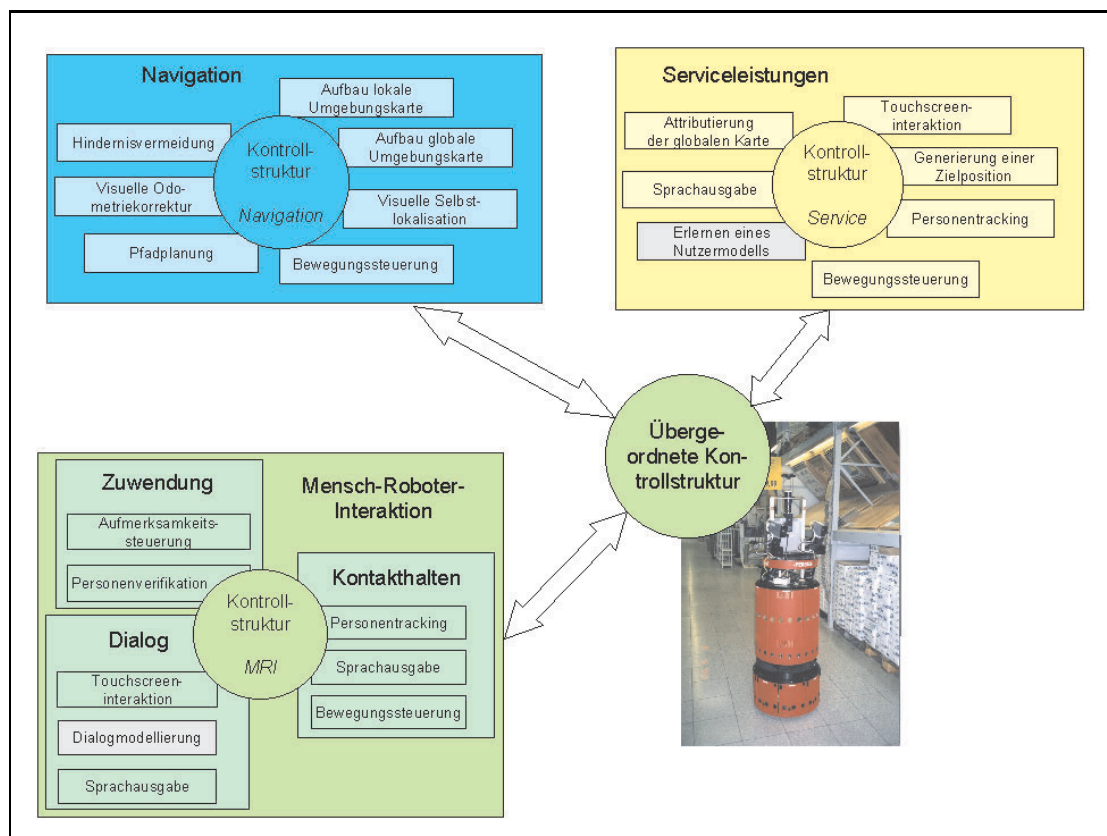 Navigation
Aufbau lokale
Umgebungskarte
Hindernisvermeidung
Aufbau globale
Umgebungskarte
Kontroll-
struktur
Navigation
Visuelle Odo-
metriekorrektur
Visuelle Selbst-
lokalisation
Pfadplanung
Bewegungssteuerung
Serviceleistungen
Touchscreen-
interaktion
Attributierung
der globalen Karte
Kontroll-
struktur
Service
Generierung einer
Zielposition
Sprachausgabe
Personentracking
Erlernen eines
Nutzermodells
Bewegungssteuerung
Überge-
ordnete Kon-
trollstruktur
Zuwendung
Mensch-Roboter-
Interaktion
Aufmerksamkeits-
steuerung
Personenverifikation
Kontakthalten
Kontroll-
struktur
MRI
Personentracking
Sprachausgabe
Bewegungssteuerung
Dialog
Touchscreen-
interaktion
Dialogmodellierung
Sprachausgabe